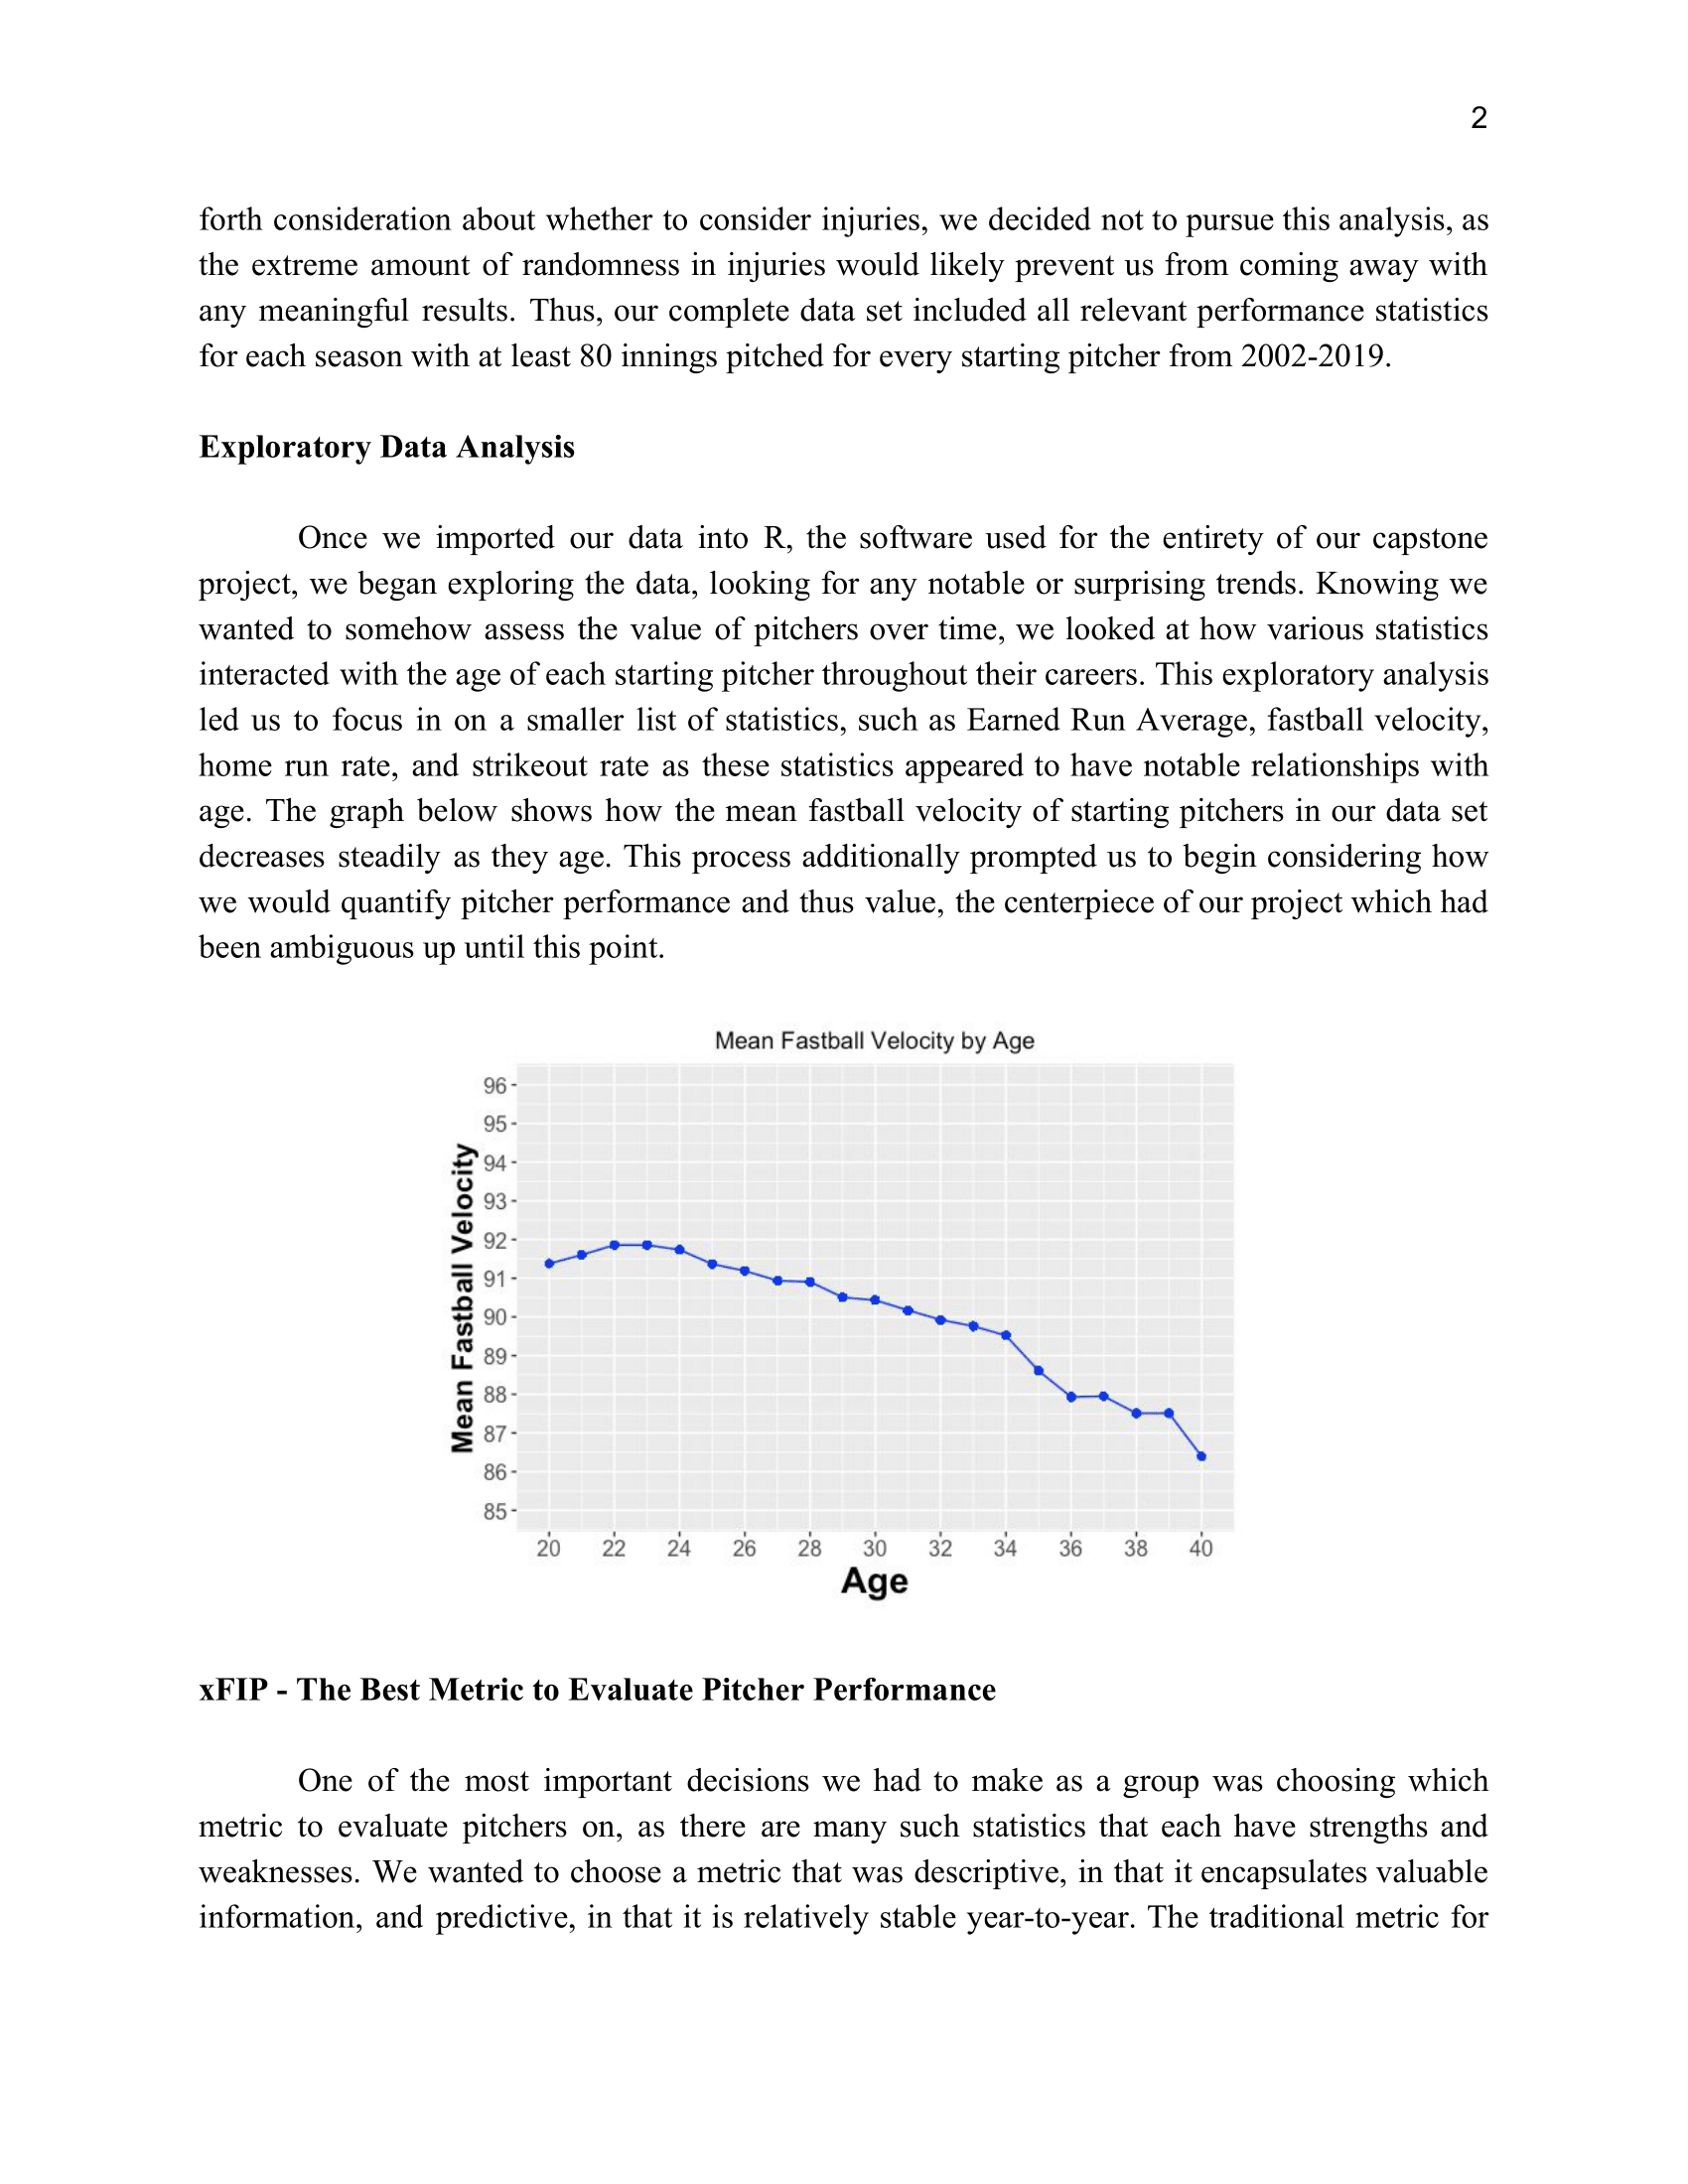 2
forth consideration about whether to consider injuries, we decided not to pursue this analysis, as
the extreme amount of randomness in injuries would likely prevent us from coming away with
any meaningful results. Thus, our complete data set included all relevant performance statistics
for each season with at least 80 innings pitched for every starting pitcher from 2002-2019.
Exploratory Data Analysis
Once we imported our data into R, the software used for the entirety of our capstone
project, we began exploring the data, looking for any notable or surprising trends. Knowing we
wanted to somehow assess the value of pitchers over time, we looked at how various statistics
interacted with the age of each starting pitcher throughout their careers. This exploratory analysis
led us to focus in on a smaller list of statistics, such as Earned Run Average, fastball velocity,
home run rate, and strikeout rate as these statistics appeared to have notable relationships with
age. The graph below shows how the mean fastball velocity of starting pitchers in our data set
decreases steadily as they age. This process additionally prompted us to begin considering how
we would quantify pitcher performance and thus value, the centerpiece of our project which had
been ambiguous up until this point.
Mean Fastball Velocity by Age
Mean Fastball Velocity
96
95
94
93
92
91
90
89
88
87
86
85
20 22 24 26 28 30 32 34 36 38 40
Age
xFIP - The Best Metric to Evaluate Pitcher Performance
One of the most important decisions we had to make as a group was choosing which
metric to evaluate pitchers on, as there are many such statistics that each have strengths and
weaknesses. We wanted to choose a metric that was descriptive, in that it encapsulates valuable
information, and predictive, in that it is relatively stable year-to-year. The traditional metric for